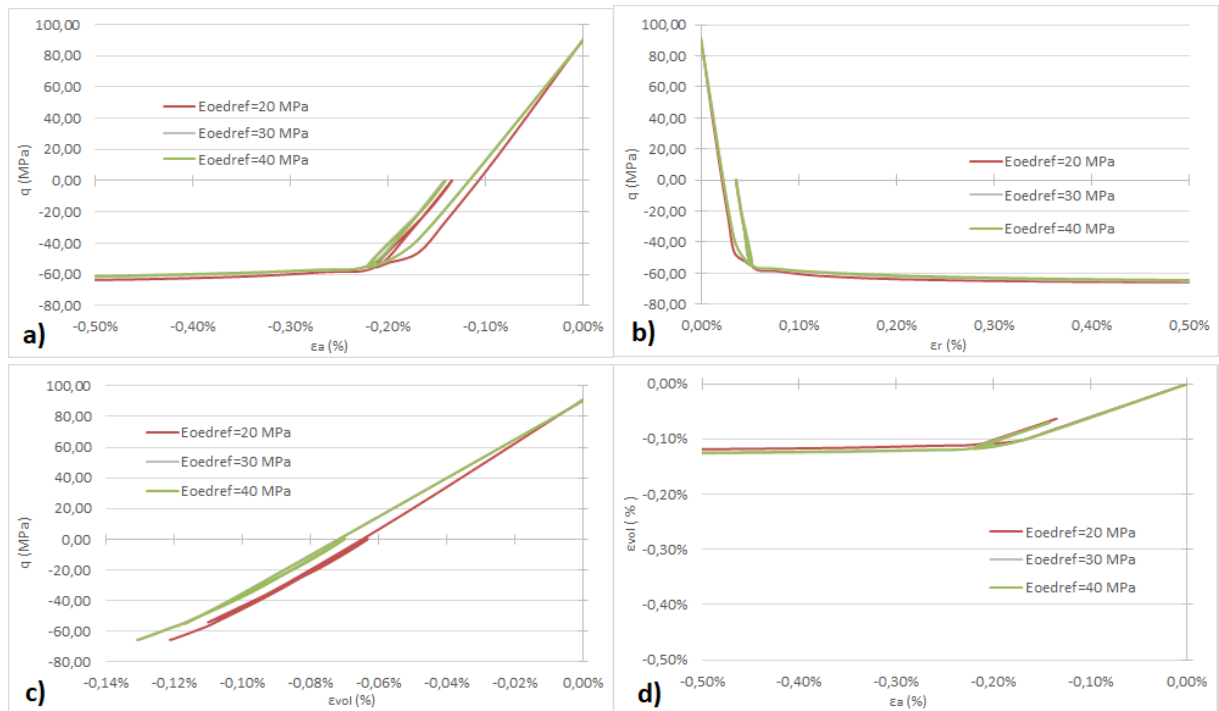 100,00
80,00
60,00
40,00
20,00
0,00
-20,00
-40,00
-60,00
-80,00
q (MPa)
Eoedref=20 MPa
Eoedref=30 MPa
Eoedref=40 MPa
-0,50%
-0,40%
-0,30%
-0,20%
-0,10%
0,00%
εa (%)
a)
100,00
80,00
60,00
40,00
20,00
0,00
-20,00
-40,00
-60,00
-80,00
q (MPa)
Eoedref=20 MPa
Eoedref=30 MPa
Eoedref=40 MPa
0,00%
0,10%
0,20%
0,30%
0,40%
0,50%
εr (%)
b)
100,00
80,00
60,00
40,00
20,00
0,00
-20,00
-40,00
-60,00
-80,00
q (MPa)
Eoedref=20 MPa
Eoedref=30 MPa
Eoedref=40 MPa
-0,14%
-0,12%
-0,10%
-0,08%
-0,06%
-0,04%
-0,02%
0,00%
εvol (%)
c)
0,00%
-0,10%
-0,20%
-0,30%
-0,40%
-0,50%
εvol ( % )
Eoedref=20 MPa
Eoedref=30 MPa
Eoedref=40 MPa
-0,50%
-0,40%
-0,30%
-0,20%
-0,10%
0,00%
εa (%)
d)